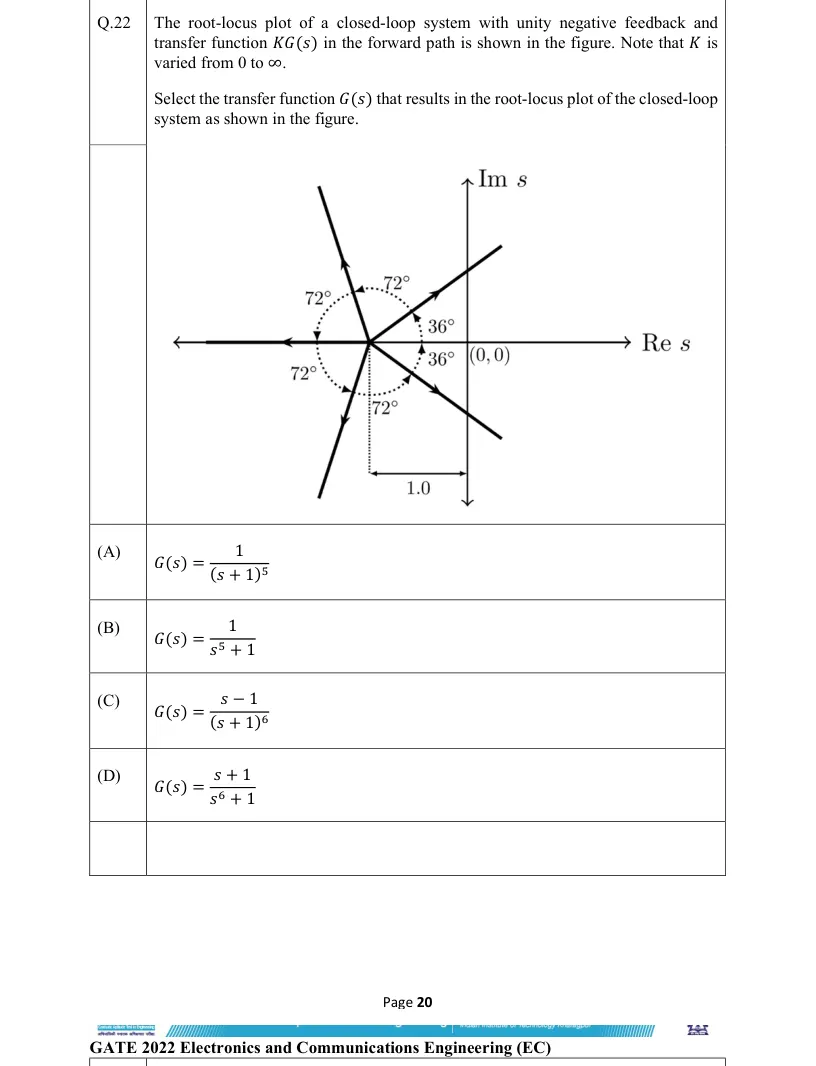 Q.22 The root-locus plot of a closed-loop system with unity negative feedback and
transfer function KG(s) in the forward path is shown in the figure. Note that K is
varied from 0 to ∞.
Select the transfer function G(s) that results in the root-locus plot of the closed-loop
system as shown in the figure.
Im s
72°
72°
36°
Re s
36° (0, 0)
72°
72°
1.0
(A) G(s) = 1 / (s + 1)⁵
(B) G(s) = 1 / (s⁵ + 1)
(C) G(s) = (s − 1) / (s + 1)⁶
(D) G(s) = (s + 1) / (s⁶ + 1)
Page 20
GATE 2022 Electronics and Communications Engineering (EC)